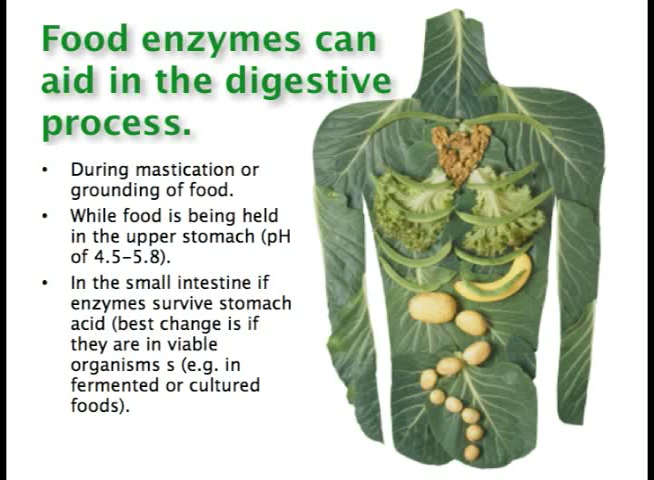 Food enzymes can
aid in the digestive
process.
• During mastication or
grounding of food.
• While food is being held
in the upper stomach (pH
of 4.5–5.8).
• In the small intestine if
enzymes survive stomach
acid (best change is if
they are in viable
organisms s (e.g. in
fermented or cultured
foods).